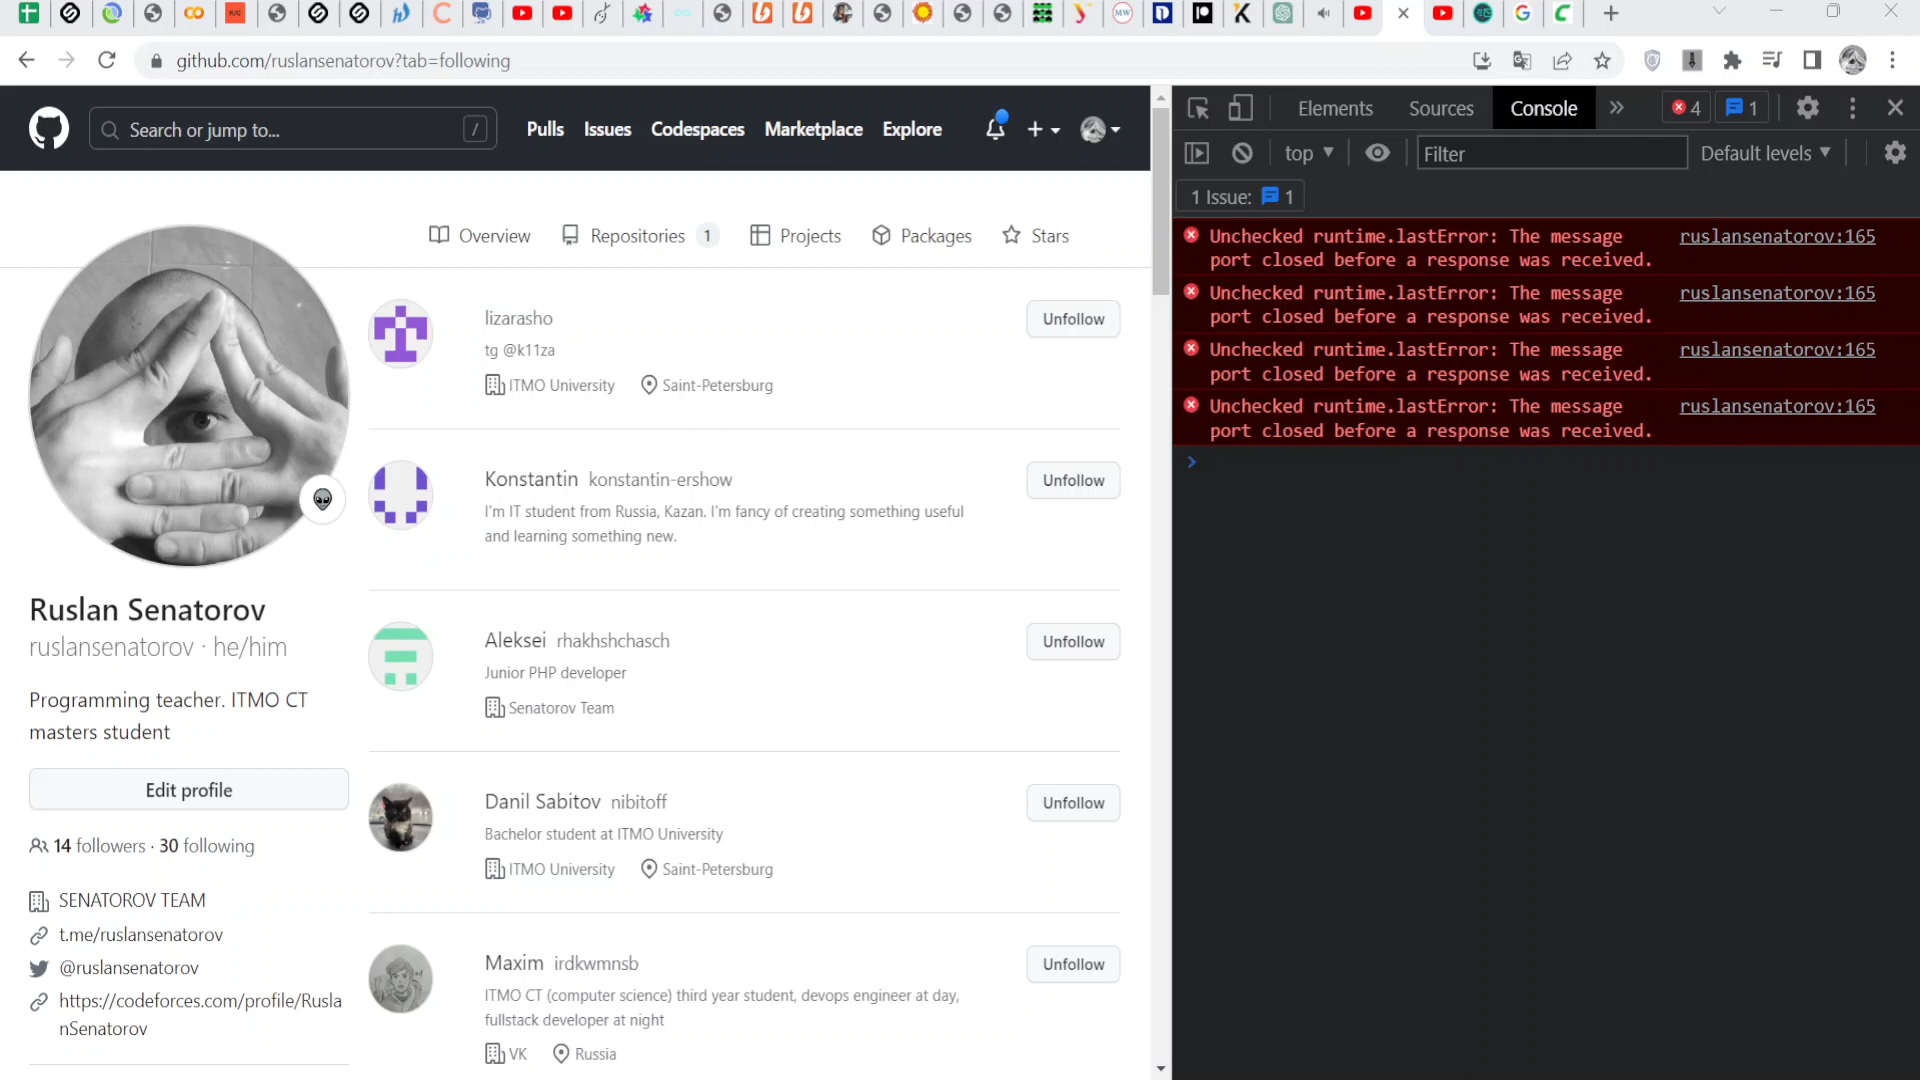 github.com/ruslansenatorov?tab=following
Search or jump to... /
Pulls Issues Codespaces Marketplace Explore
Overview Repositories 1 Projects Packages Stars
lizarasho
Unfollow
tg @k11za
ITMO University Saint-Petersburg
Konstantin konstantin-ershow
Unfollow
I'm IT student from Russia, Kazan. I'm fancy of creating something useful
and learning something new.
Aleksei rhakhshchasch
Unfollow
Junior PHP developer
Senatorov Team
Danil Sabitov nibitoff
Unfollow
Bachelor student at ITMO University
ITMO University Saint-Petersburg
Maxim irdkwmnsb
Unfollow
ITMO CT (computer science) third year student, devops engineer at day,
fullstack developer at night
VK Russia
Ruslan Senatorov
ruslansenatorov · he/him
Programming teacher. ITMO CT
masters student
Edit profile
14 followers · 30 following
SENATOROV TEAM
t.me/ruslansenatorov
@ruslansenatorov
https://codeforces.com/profile/Rusla
nSenatorov
Elements Sources Console 4 1
top Filter Default levels
1 Issue: 1
Unchecked runtime.lastError: The message ruslansenatorov:165
port closed before a response was received.
Unchecked runtime.lastError: The message ruslansenatorov:165
port closed before a response was received.
Unchecked runtime.lastError: The message ruslansenatorov:165
port closed before a response was received.
Unchecked runtime.lastError: The message ruslansenatorov:165
port closed before a response was received.